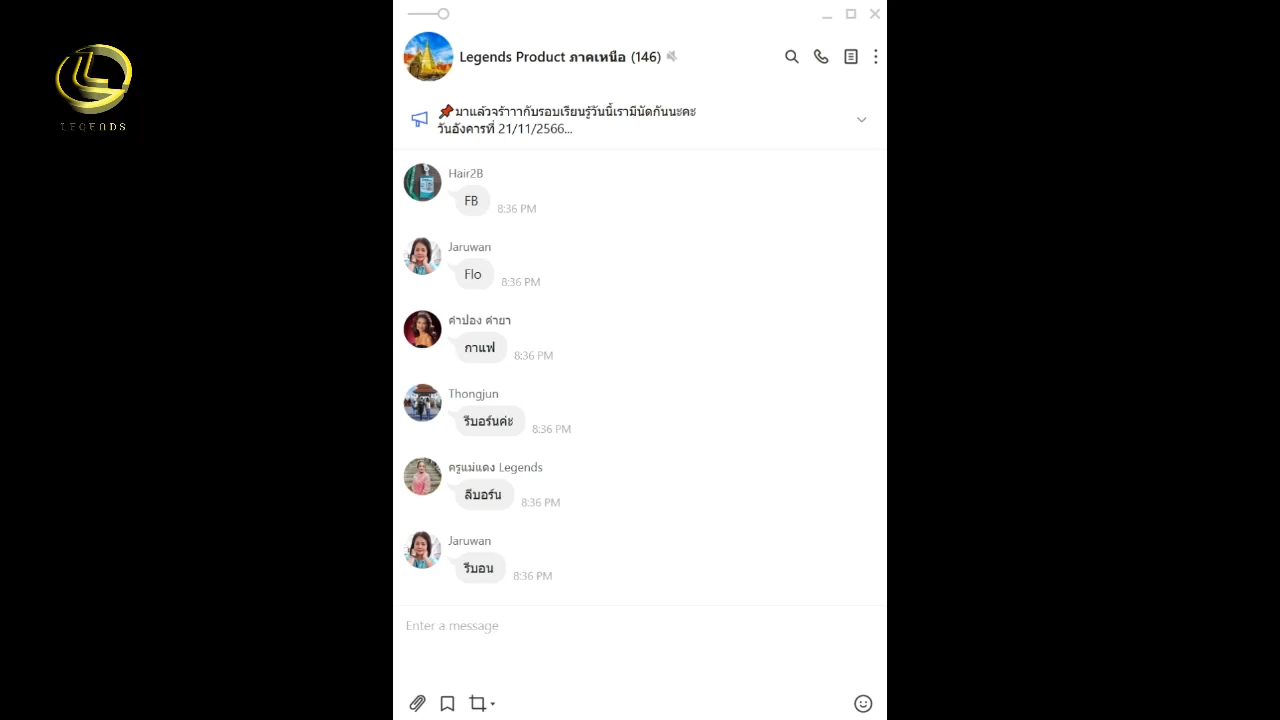 LEGENDS
Legends Product ภาคเหนือ (146)
📌มาแล้วจร้าาากับรอบเรียนรู้วันนี้เรามีนัดกันนะคะ
วันอังคารที่ 21/11/2566...
Hair2B
FB
8:36 PM
Jaruwan
Flo
8:36 PM
คำปอง คำยา
กาแฟ
8:36 PM
Thongjun
รีบอร์นค่ะ
8:36 PM
ครูแม่แดง Legends
ลีบอร์น
8:36 PM
Jaruwan
รีบอน
8:36 PM
Enter a message